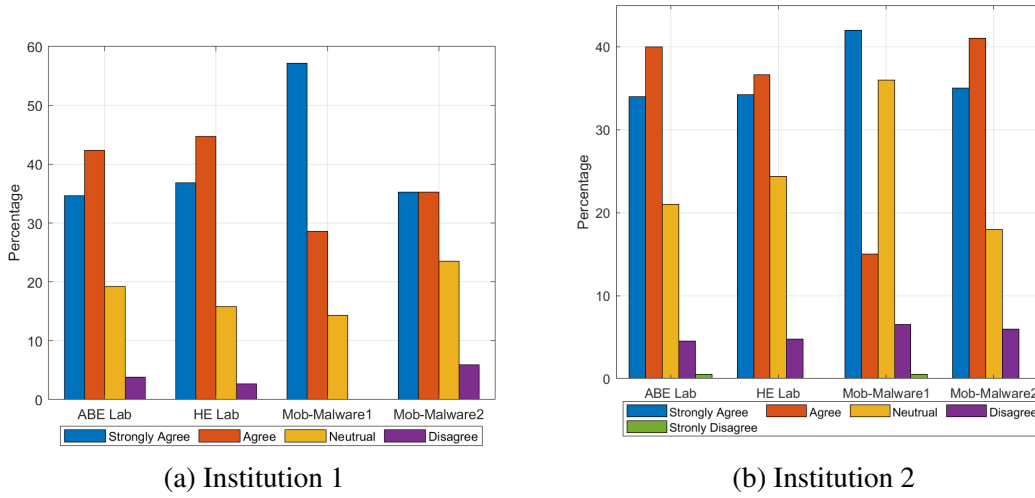 60
50
40
30
20
10
0
Percentage
ABE Lab HE Lab Mob-Malware1 Mob-Malware2
Strongly Agree Agree Neutrual Disagree
(a) Institution 1
40
30
20
10
0
Percentage
ABE Lab HE Lab Mob-Malware1 Mob-Malware2
Strongly Agree Agree Neutrual Disagree
Stronly Disagree
(b) Institution 2